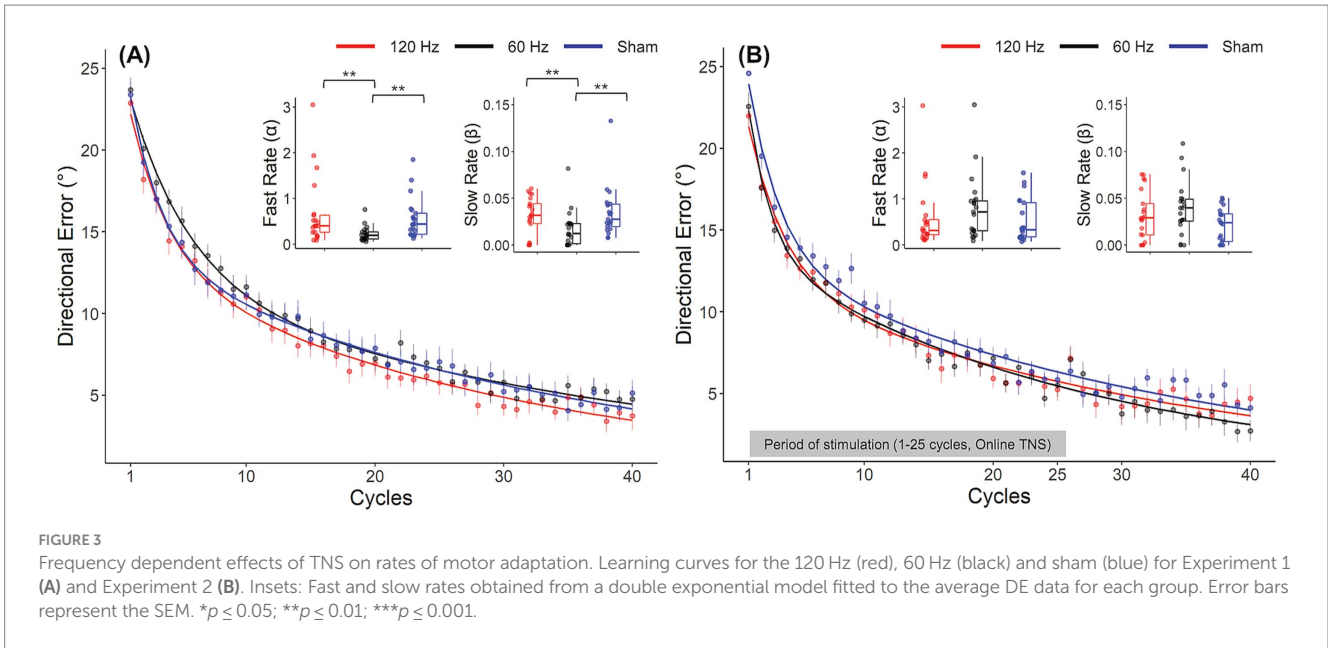 (A)
120 Hz 60 Hz Sham
Directional Error (°)
25
20
15
10
5
1 10 20 30 40
Cycles
** **
Fast Rate (α)
3
2
1
0
** **
Slow Rate (β)
0.15
0.10
0.05
0.00
(B)
120 Hz 60 Hz Sham
Directional Error (°)
25
20
15
10
5
Period of stimulation (1-25 cycles, Online TNS)
1 10 20 25 30 40
Cycles
Fast Rate (α)
3
2
1
0
Slow Rate (β)
0.15
0.10
0.05
0.00
FIGURE 3
Frequency dependent effects of TNS on rates of motor adaptation. Learning curves for the 120 Hz (red), 60 Hz (black) and sham (blue) for Experiment 1
(A) and Experiment 2 (B). Insets: Fast and slow rates obtained from a double exponential model fitted to the average DE data for each group. Error bars
represent the SEM. *p ≤ 0.05; **p ≤ 0.01; ***p ≤ 0.001.